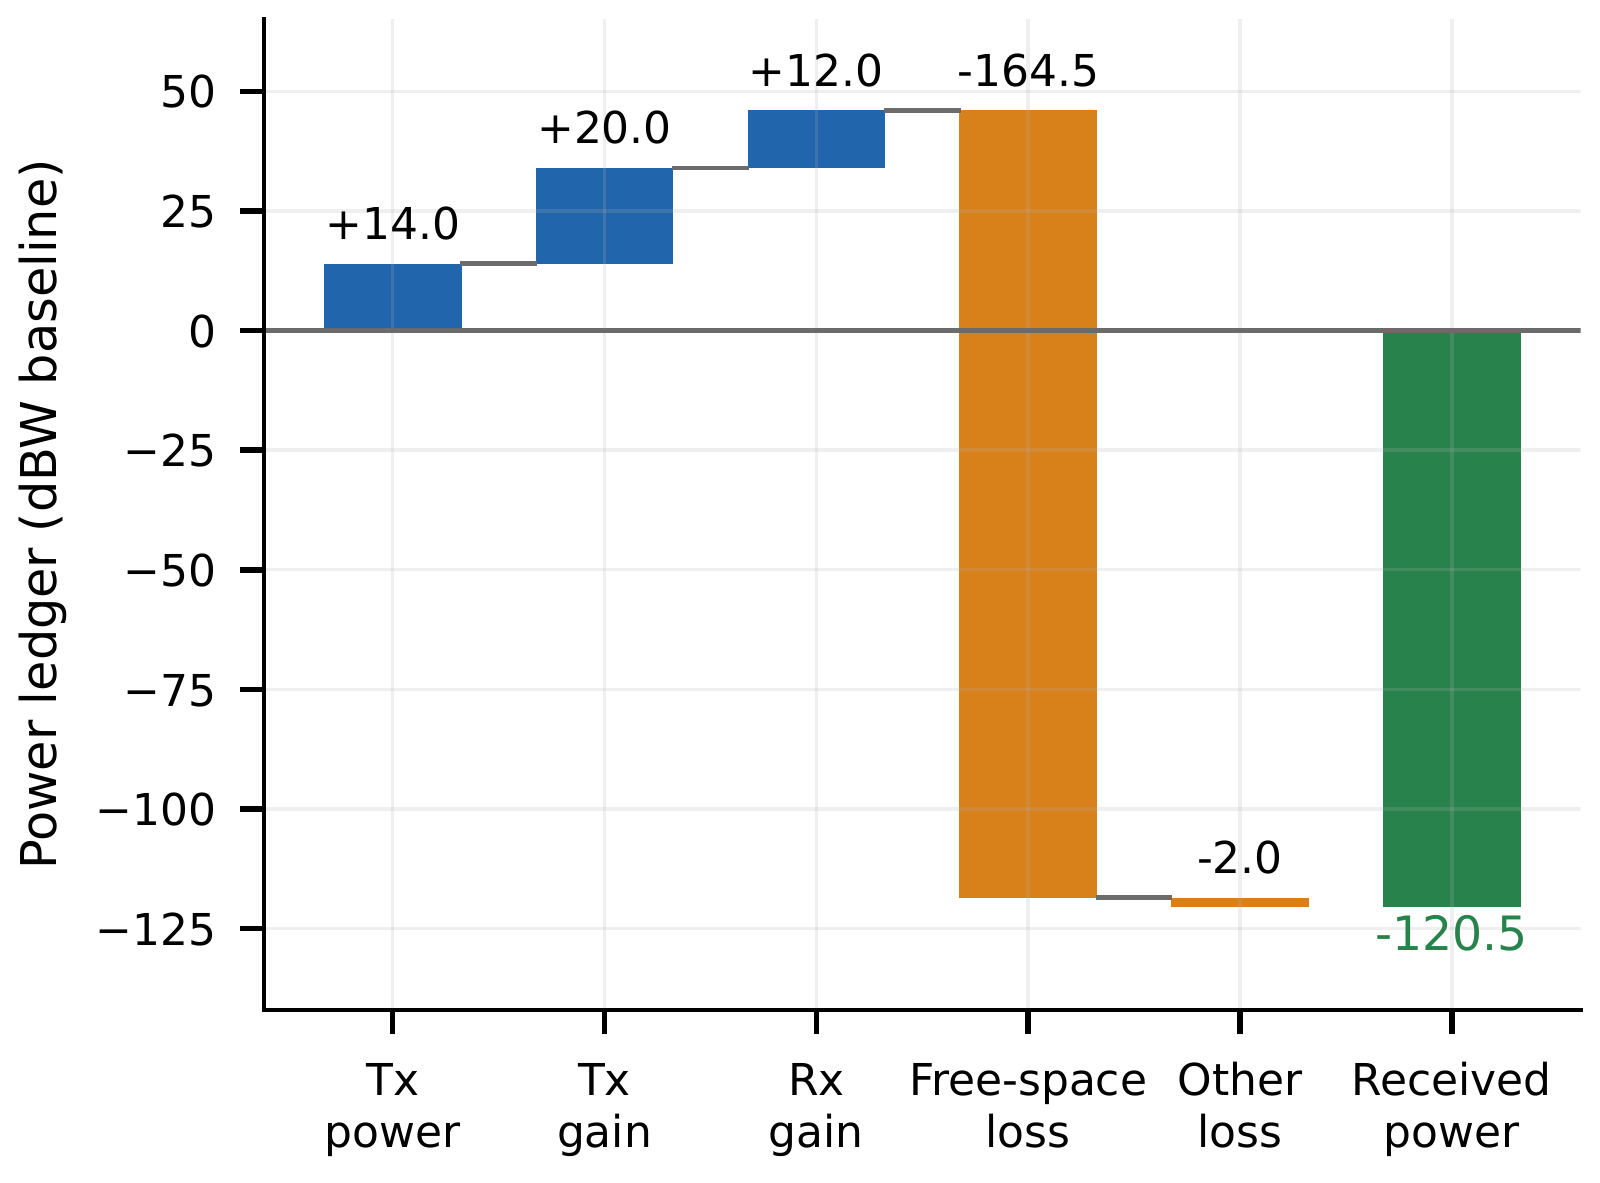 Power ledger (dBW baseline)
50
25
0
−25
−50
−75
−100
−125
+14.0
+20.0
+12.0
-164.5
-2.0
-120.5
Tx
power
Tx
gain
Rx
gain
Free-space
loss
Other
loss
Received
power